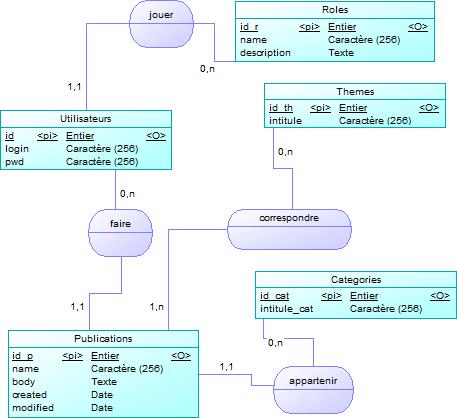 jouer
Roles
id_r <pi> Entier <O>
name Caractère (256)
description Texte
1,1
0,n
Themes
id_th <pi> Entier <O>
intitule Caractère (256)
Utilisateurs
id <pi> Entier <O>
login Caractère (256)
pwd Caractère (256)
0,n
0,n
faire
correspondre
Categories
id_cat <pi> Entier <O>
intitule_cat Caractère (256)
1,1
1,n
0,n
Publications
id_p <pi> Entier <O>
name Caractère (256)
body Texte
created Date
modified Date
1,1
appartenir